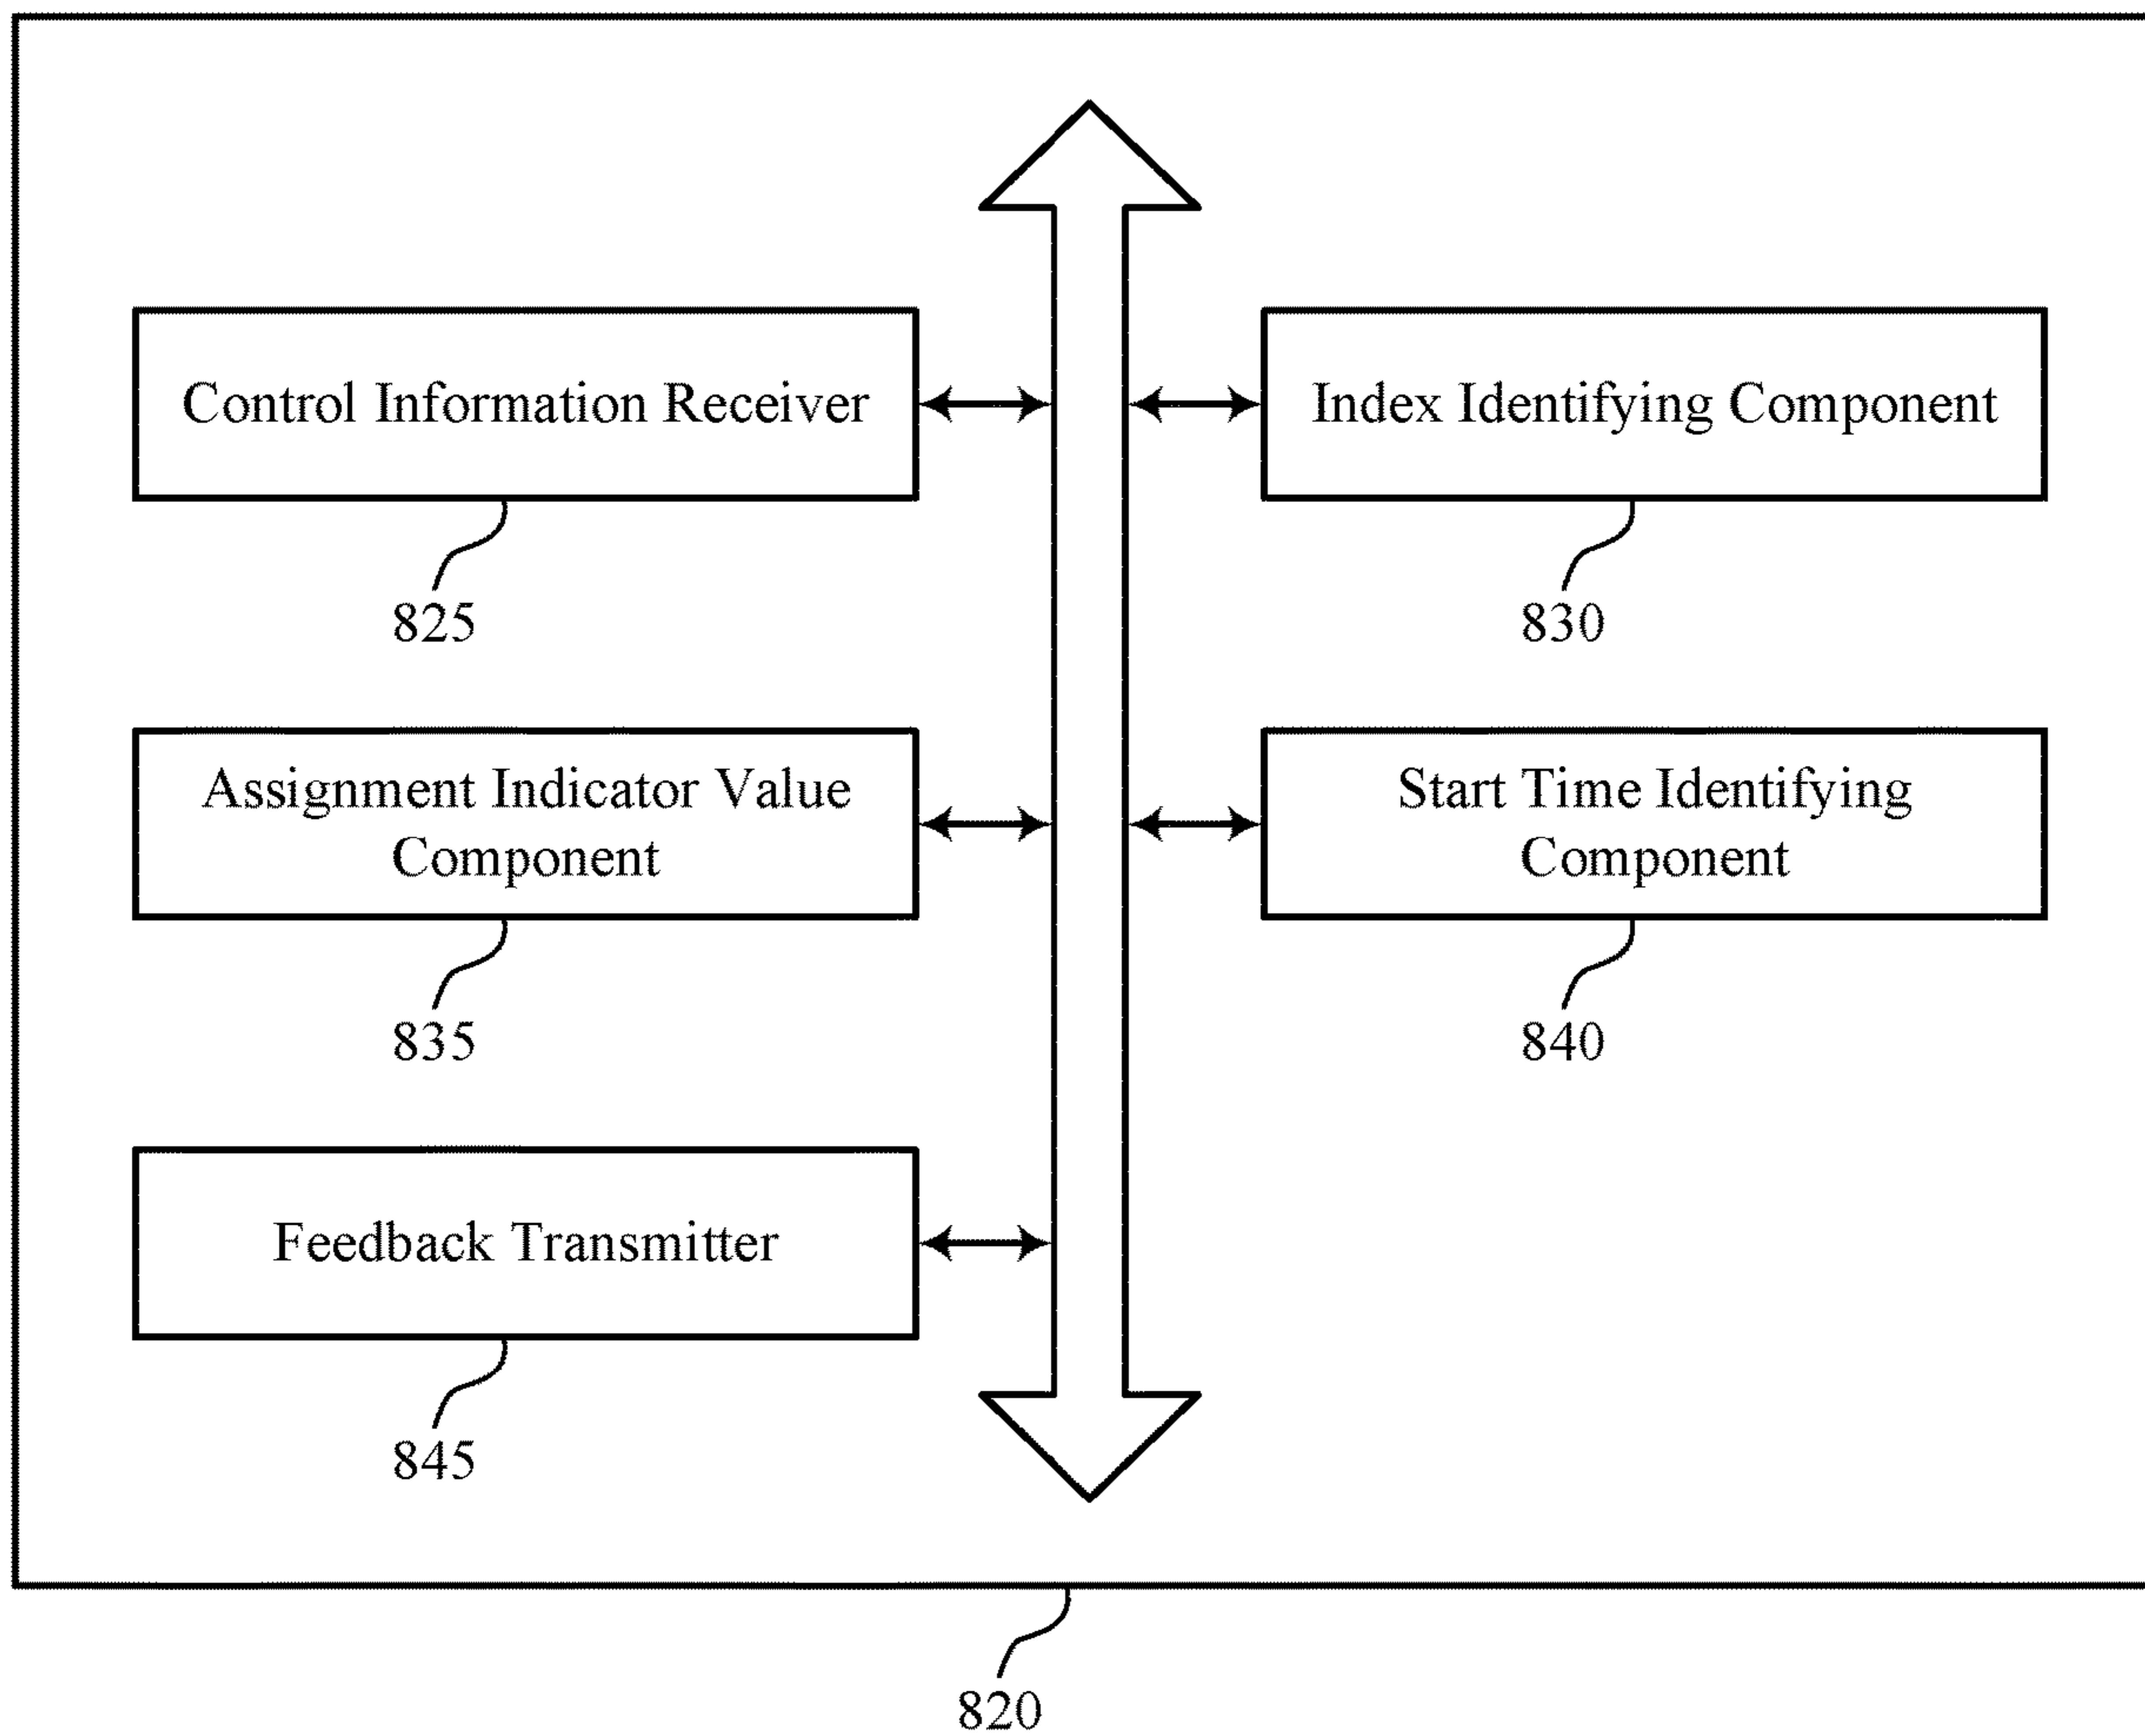 Control Information Receiver
825
Index Identifying Component
830
Assignment Indicator Value
Component
835
Start Time Identifying
Component
840
Feedback Transmitter
845
820